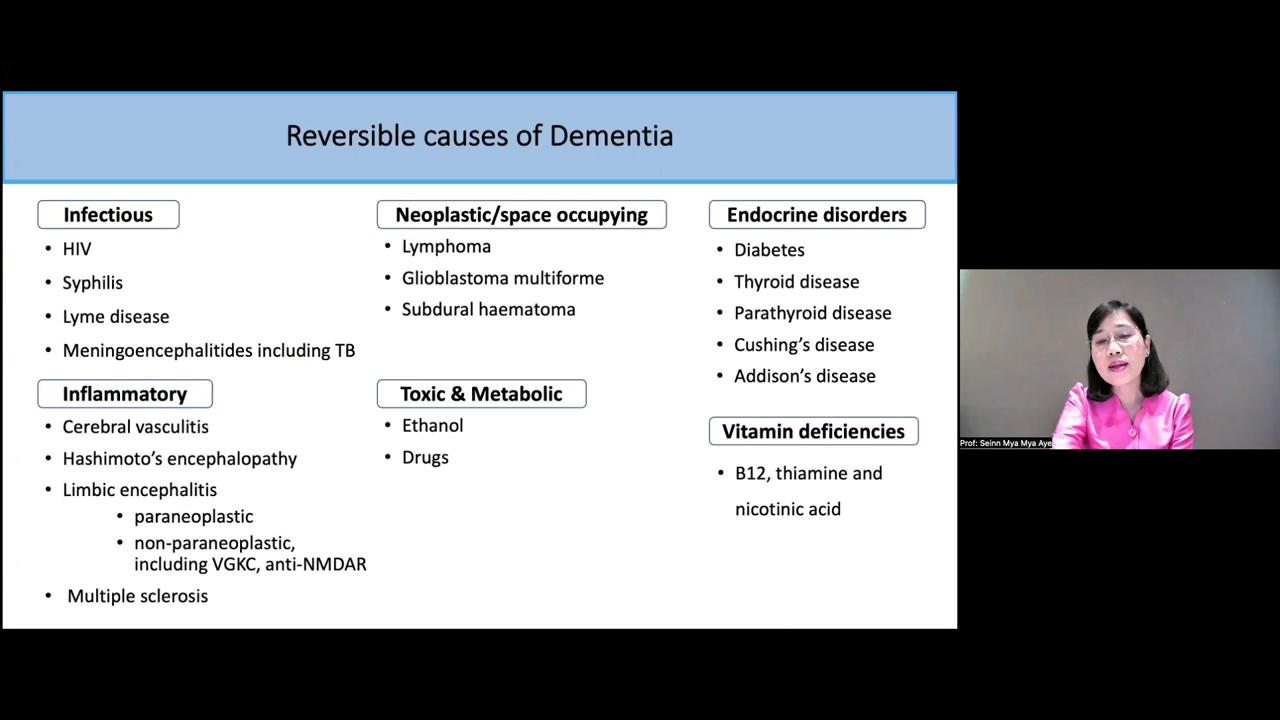 Reversible causes of Dementia
Infectious
• HIV
• Syphilis
• Lyme disease
• Meningoencephalitides including TB
Inflammatory
• Cerebral vasculitis
• Hashimoto’s encephalopathy
• Limbic encephalitis
• paraneoplastic
• non-paraneoplastic,
including VGKC, anti-NMDAR
• Multiple sclerosis
Neoplastic/space occupying
• Lymphoma
• Glioblastoma multiforme
• Subdural haematoma
Toxic & Metabolic
• Ethanol
• Drugs
Endocrine disorders
• Diabetes
• Thyroid disease
• Parathyroid disease
• Cushing’s disease
• Addison’s disease
Vitamin deficiencies
• B12, thiamine and
nicotinic acid
Prof: Seinn Mya Mya Aye